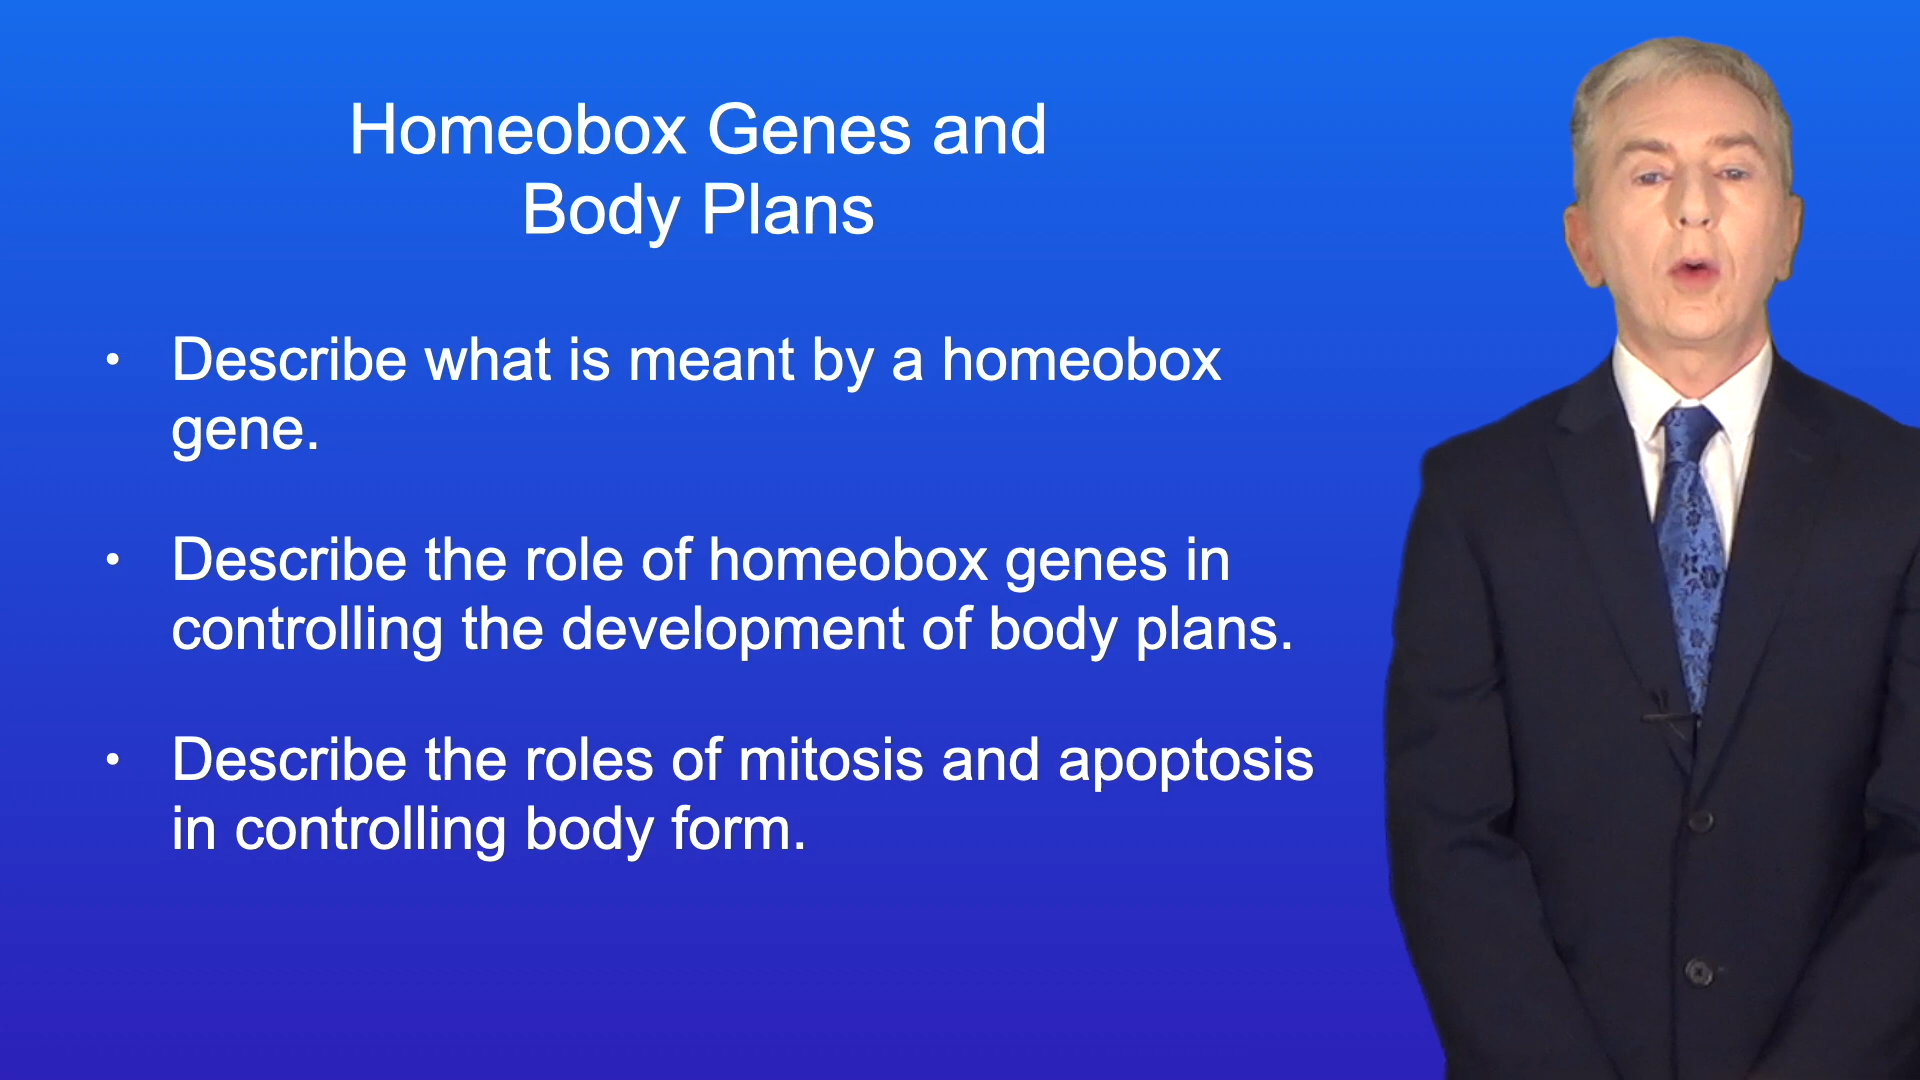 Homeobox Genes and
Body Plans
• Describe what is meant by a homeobox
gene.
• Describe the role of homeobox genes in
controlling the development of body plans.
• Describe the roles of mitosis and apoptosis
in controlling body form.